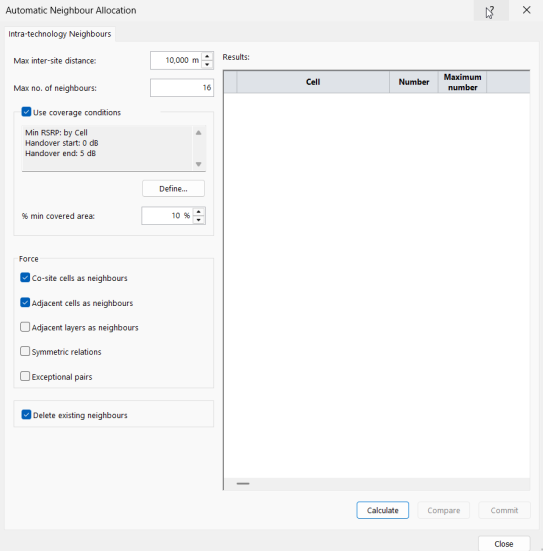 Automatic Neighbour Allocation
?
Intra-technology Neighbours
Max inter-site distance:
10,000 m
Max no. of neighbours:
16
Use coverage conditions
Min RSRP: by Cell
Handover start: 0 dB
Handover end: 5 dB
Define...
% min covered area:
10 %
Force
Co-site cells as neighbours
Adjacent cells as neighbours
Adjacent layers as neighbours
Symmetric relations
Exceptional pairs
Delete existing neighbours
Results:
Cell
Number
Maximum
number
Calculate
Compare
Commit
Close